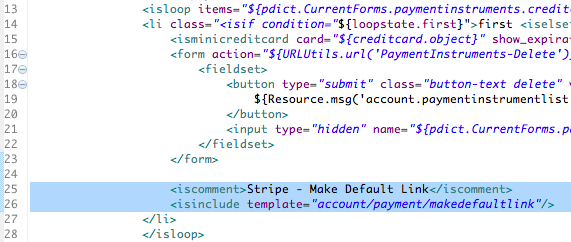 13 <isloop items="${pdict.CurrentForms.paymentinstruments.credit
14 <li class="<isif condition="${loopstate.first}">first <iselse
15 <isminicreditcard card="${creditcard.object}" show_expira
16 <form action="${URLUtils.url('PaymentInstruments-Delete')}
17 <fieldset>
18 <button type="submit" class="button-text delete" v
19 ${Resource.msg('account.paymentinstrumentlist
20 </button>
21 <input type="hidden" name="${pdict.CurrentForms.pa
22 </fieldset>
23 </form>
24
25 <iscomment>Stripe - Make Default Link</iscomment>
26 <isinclude template="account/payment/makedefaultlink"/>
27 </li>
28 </isloop>